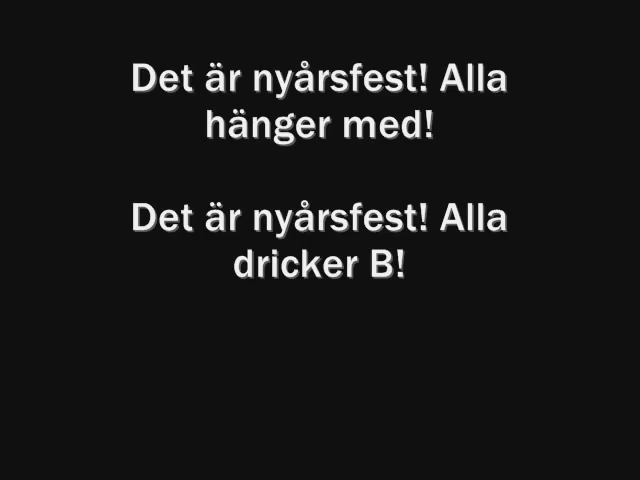 Det är nyårsfest! Alla
hänger med!
Det är nyårsfest! Alla
dricker B!